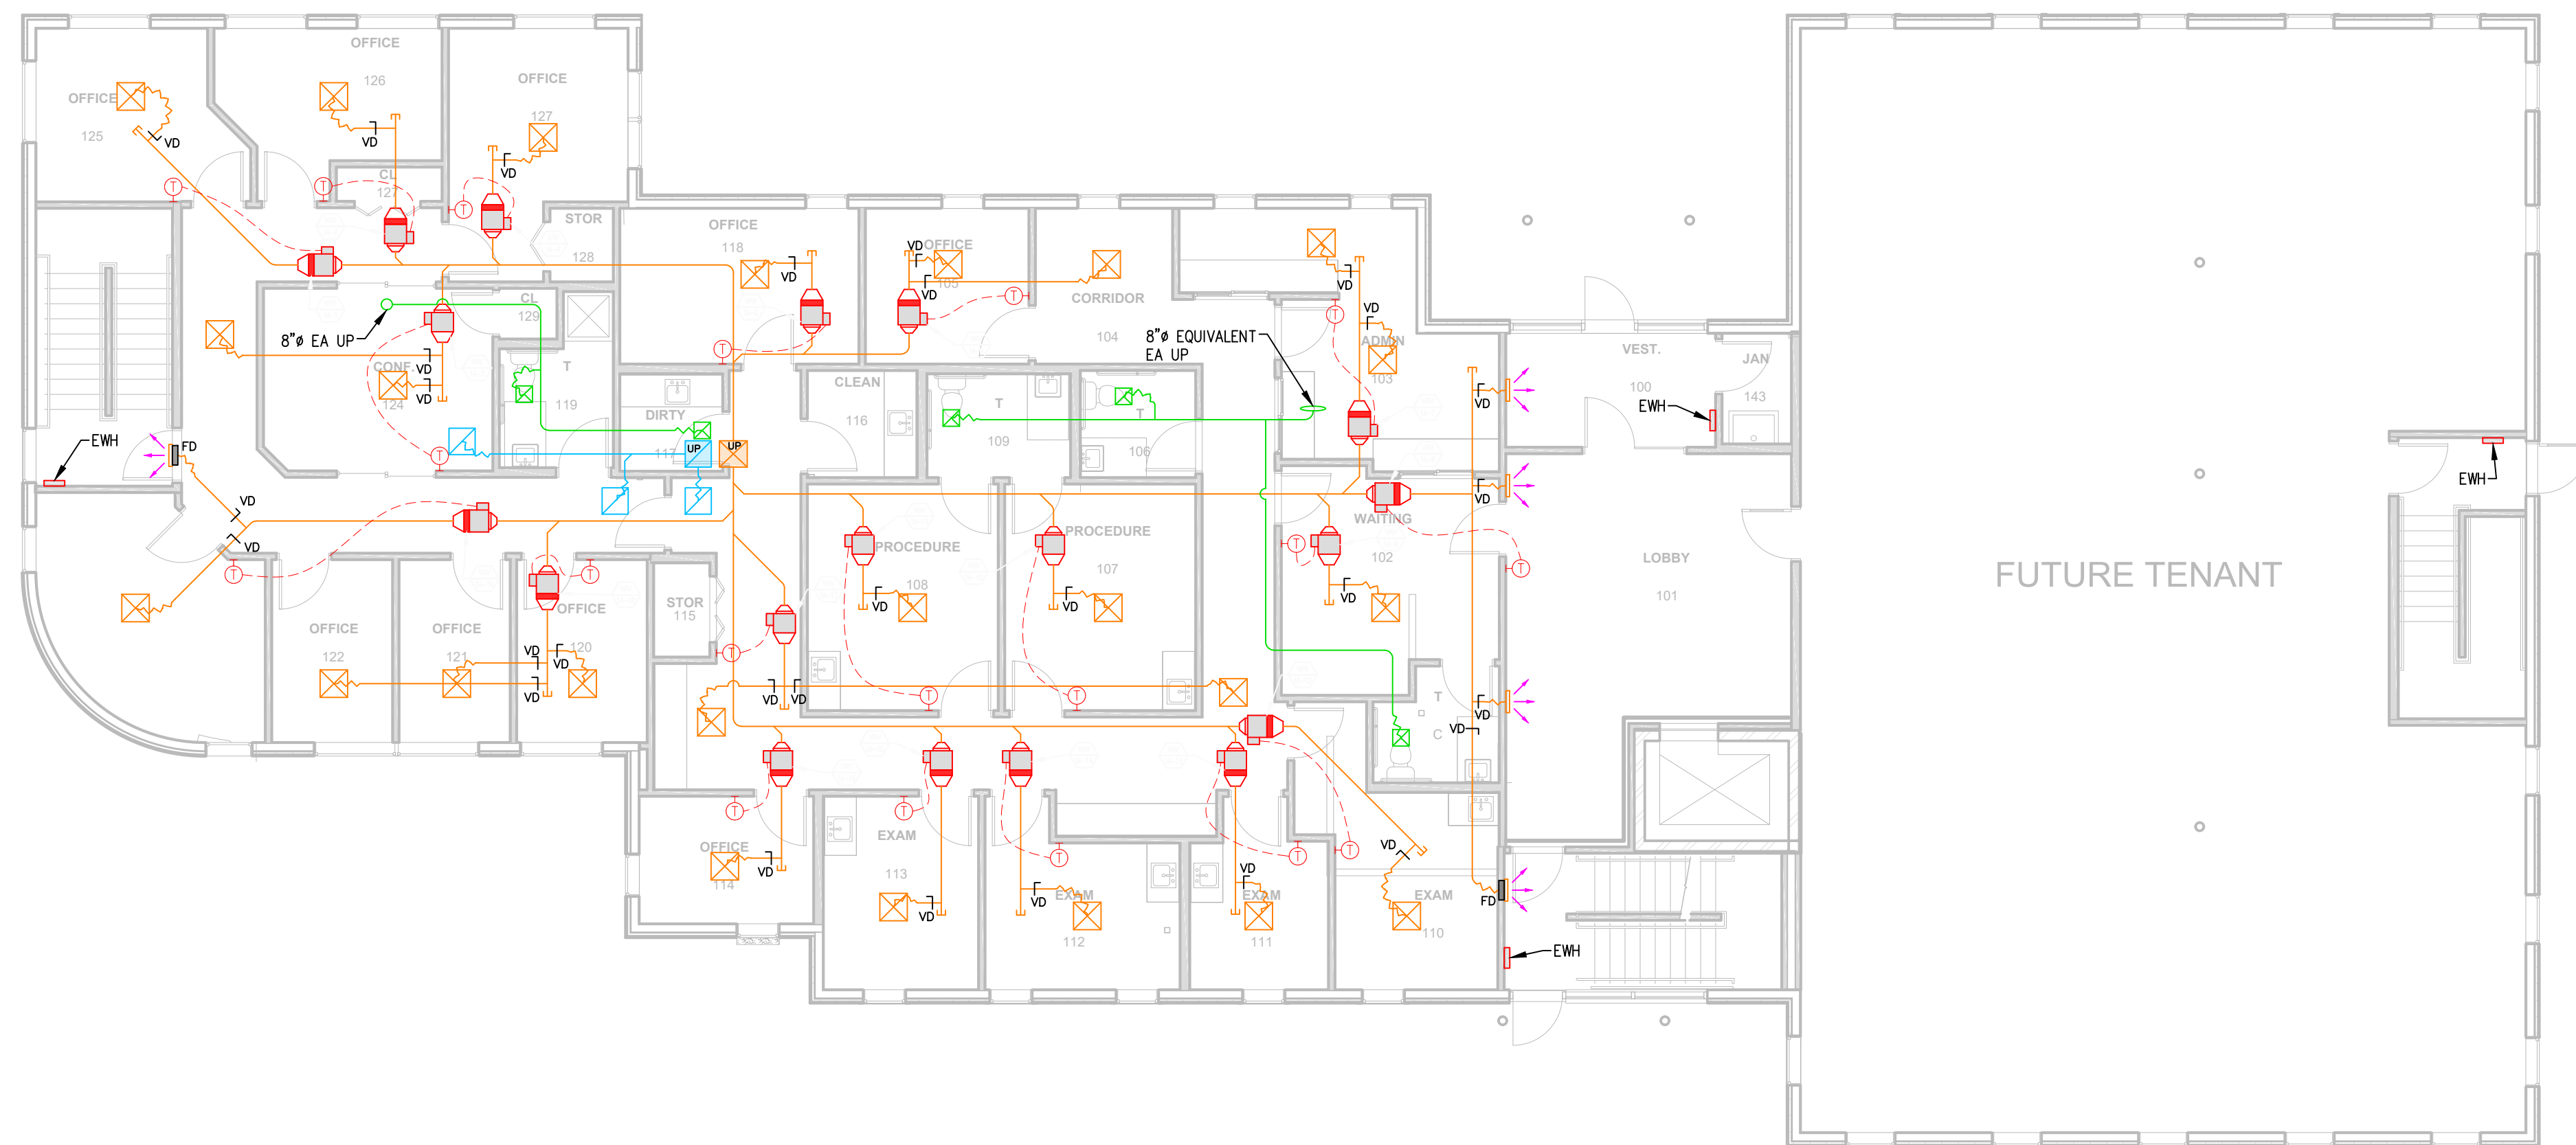 OFFICE
126
OFFICE
125
OFFICE
127
VD
VD
VD
T
T
T
CL
127
STOR
128
OFFICE
118
VD
OFFICE
105
VD
VD
T
CORRIDOR
104
VD
VD
T
ADMIN
103
8"ø EA UP
CL
129
CONF.
124
VD
VD
T
T
119
T
DIRTY
117
UP
UP
CLEAN
116
T
109
T
106
8"ø EQUIVALENT
EA UP
VEST.
100
EWH
JAN
143
VD
VD
VD
VD
EWH
FD
VD
VD
T
T
OFFICE
122
OFFICE
121
OFFICE
120
VD
VD
VD
STOR
115
T
VD
VD
PROCEDURE
108
VD
T
PROCEDURE
107
VD
T
WAITING
102
T
VD
T
LOBBY
101
T
C
FUTURE TENANT
EWH
T
OFFICE
114
VD
T
EXAM
113
VD
T
EXAM
112
VD
T
EXAM
111
VD
T
VD
EXAM
110
FD
EWH